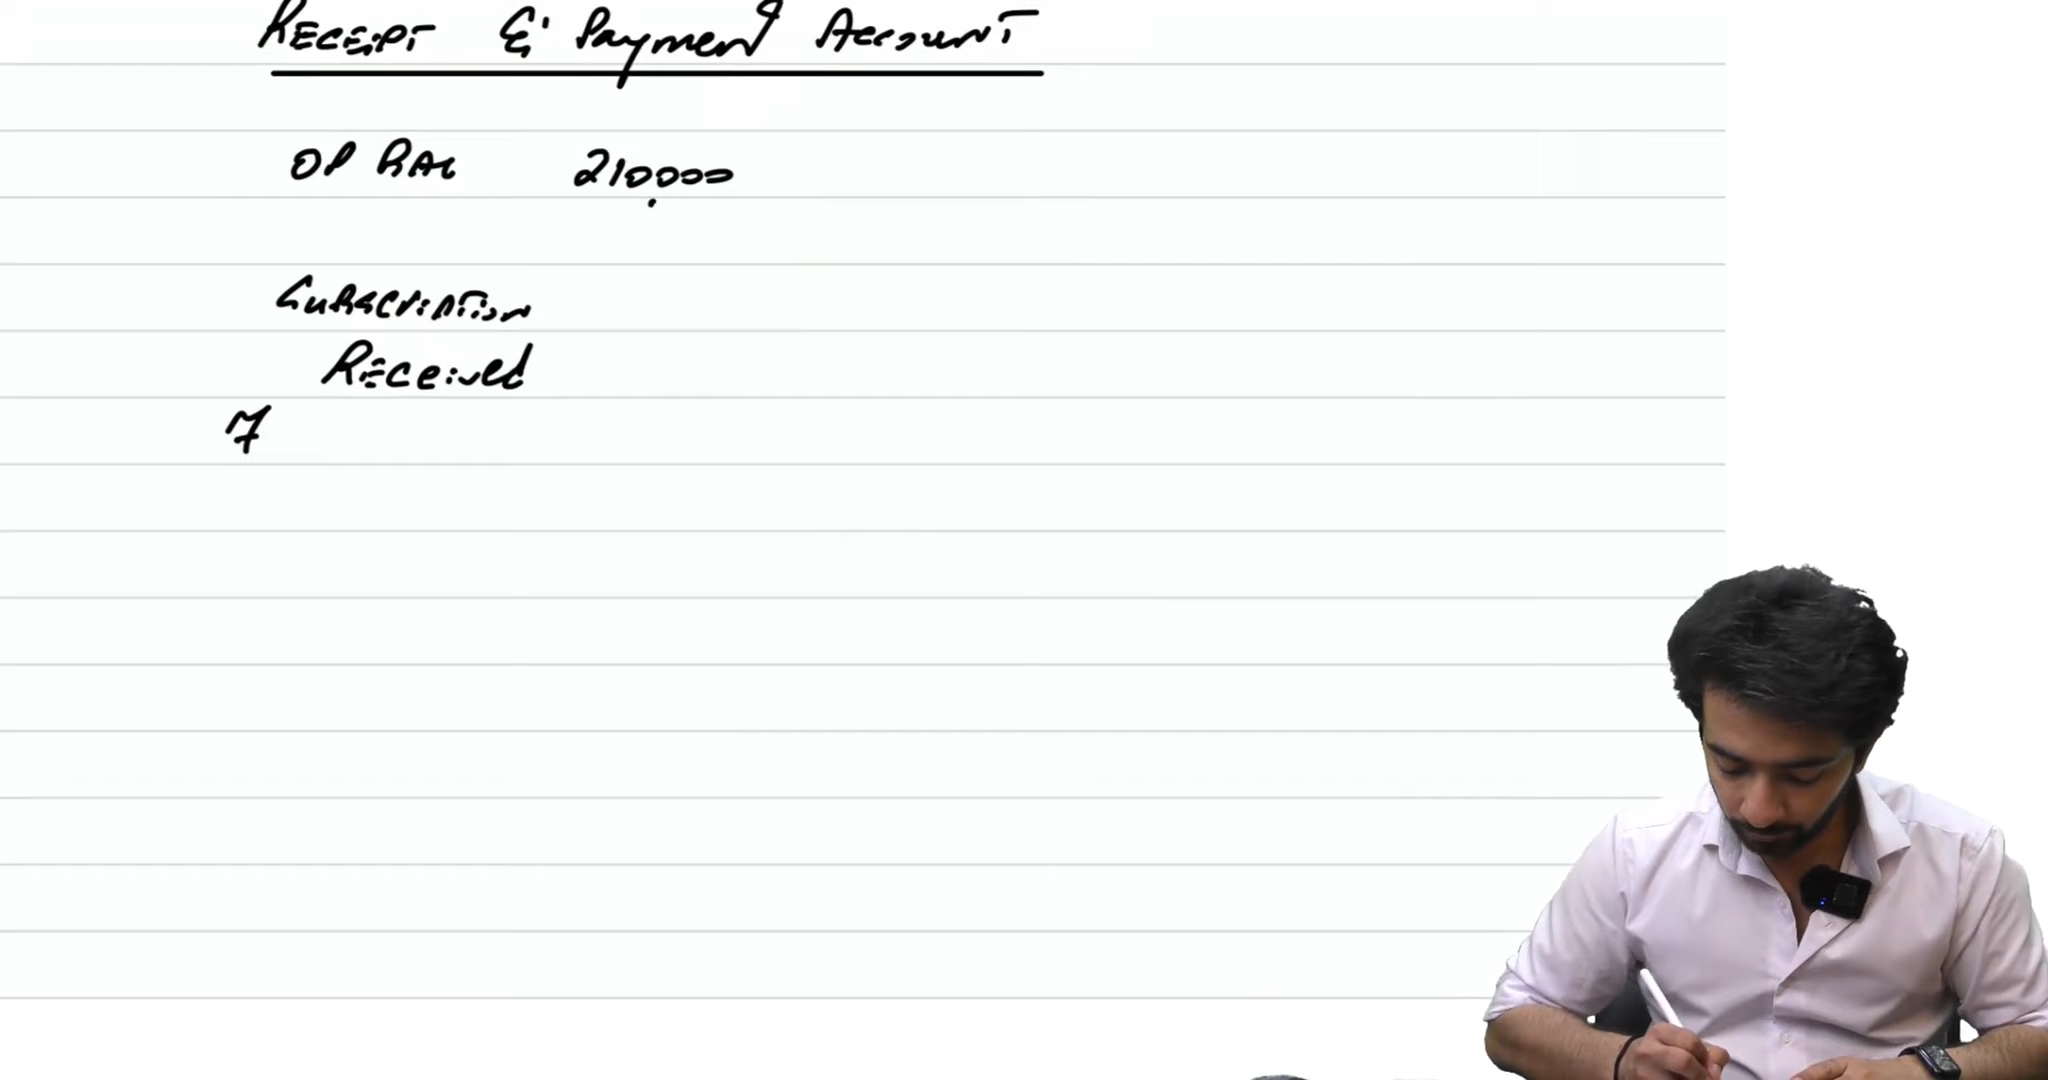 Receipt & Payment Account
OP BAL 210000
Subscription
Received
7